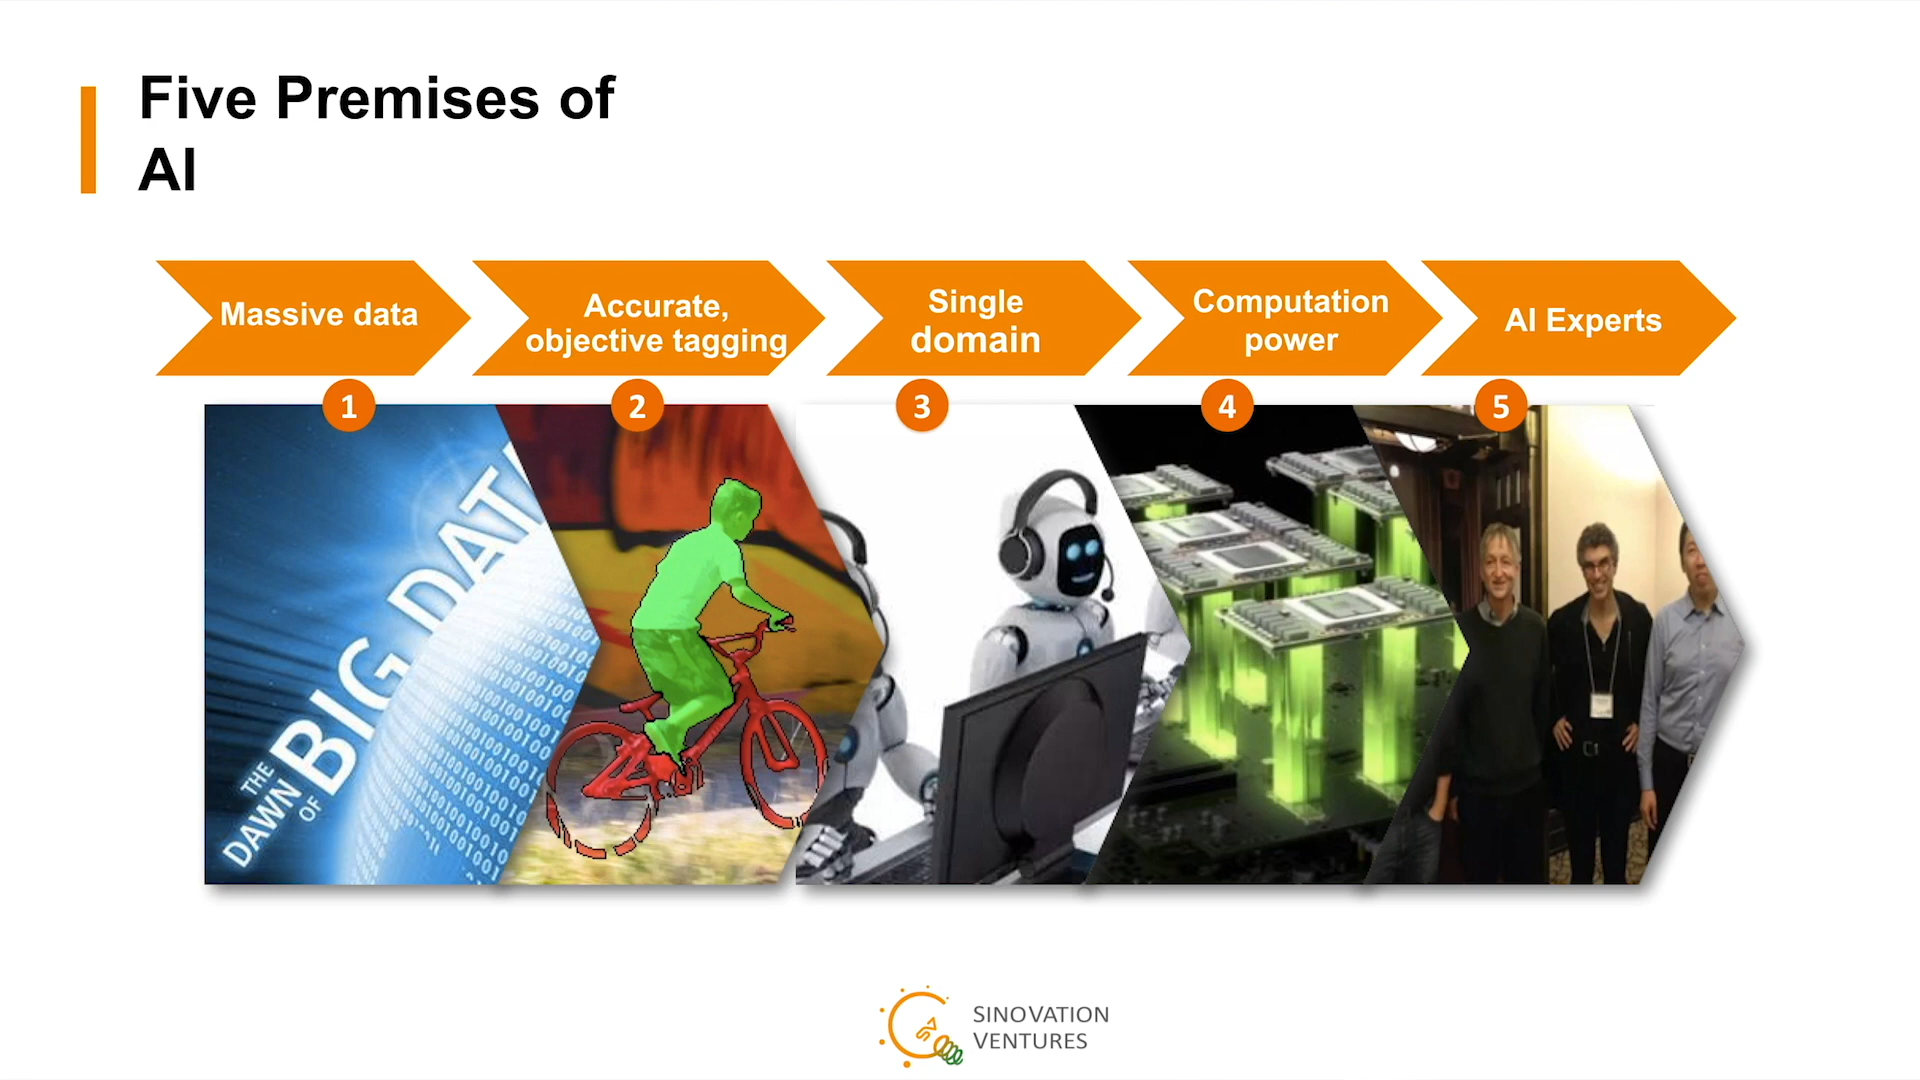 Five Premises of
AI
Massive data
Accurate,
objective tagging
Single
domain
Computation
power
AI Experts
1
2
3
4
5
THE
DAWN
OF
BIG DAT
SINOVATION
VENTURES